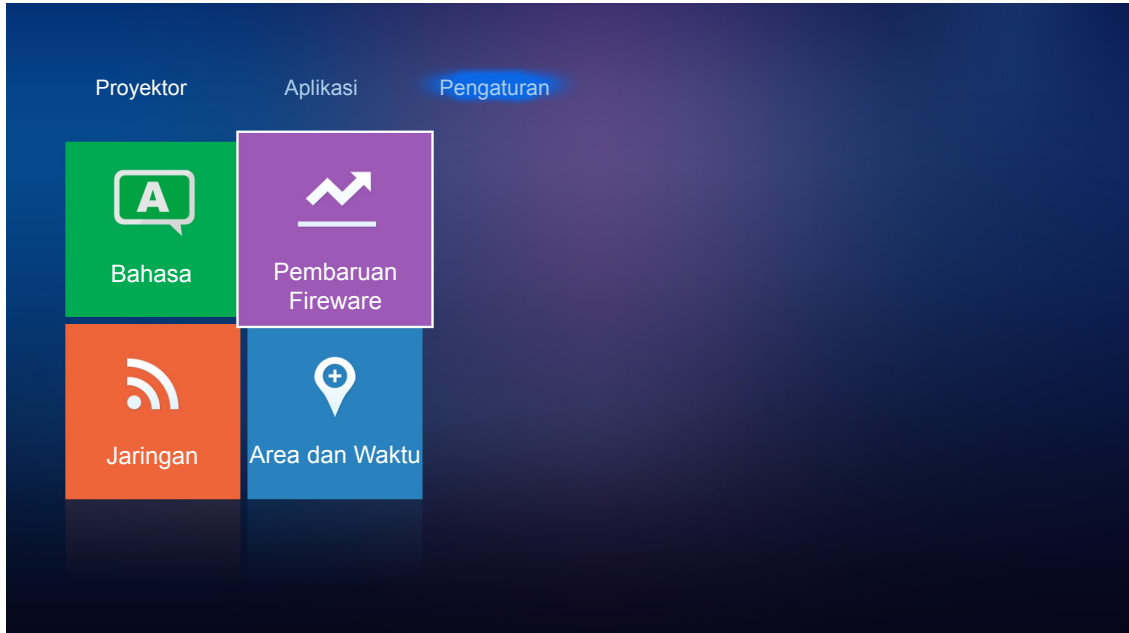 Proyektor
Aplikasi
Pengaturan
A
Bahasa
Pembaruan
Fireware
Jaringan
Area dan Waktu